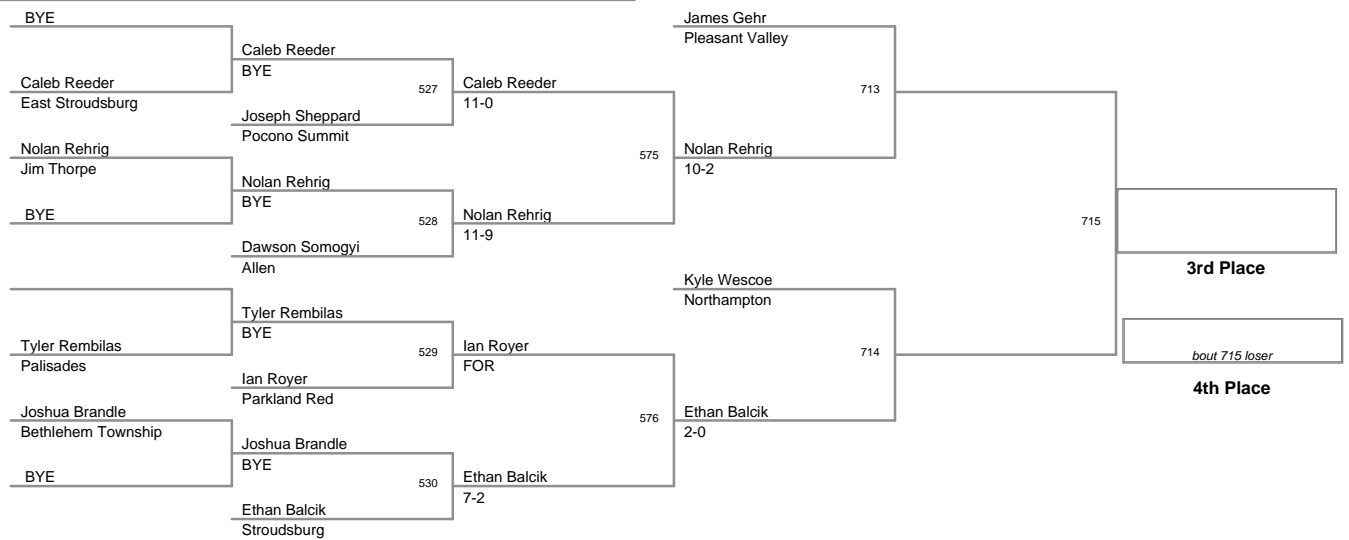 BYE
Caleb Reeder
East Stroudsburg
Nolan Rehrig
Jim Thorpe
BYE
Tyler Rembilas
Palisades
Joshua Brandle
Bethlehem Township
BYE
Caleb Reeder
BYE
527
Joseph Sheppard
Pocono Summit
Nolan Rehrig
BYE
528
Dawson Somogyi
Allen
Tyler Rembilas
BYE
529
Ian Royer
Parkland Red
Joshua Brandle
BYE
530
Ethan Balcik
Stroudsburg
Caleb Reeder
11-0
575
Nolan Rehrig
11-9
Ian Royer
FOR
576
Ethan Balcik
7-2
James Gehr
Pleasant Valley
713
Nolan Rehrig
10-2
Kyle Wescoe
Northampton
714
Ethan Balcik
2-0
715
3rd Place
bout 715 loser
4th Place